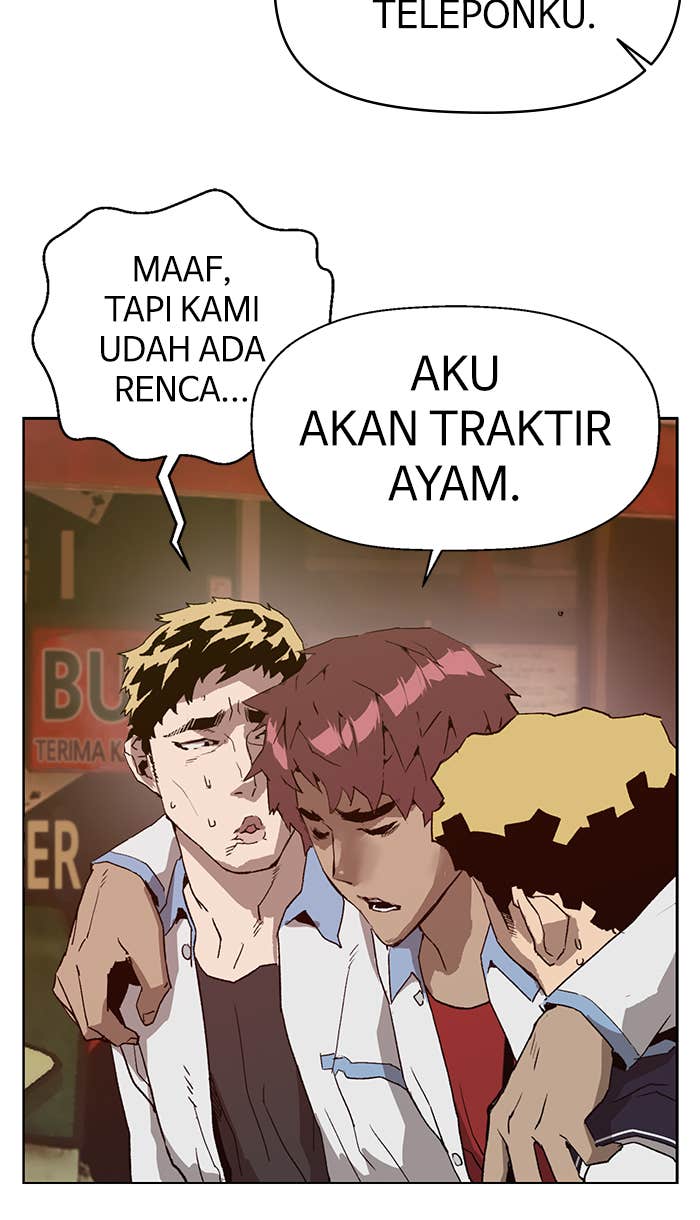 TELEPONKU.
MAAF,
TAPI KAMI
UDAH ADA
RENCA...
AKU
AKAN TRAKTIR
AYAM.
BU
TERIMA K
ER